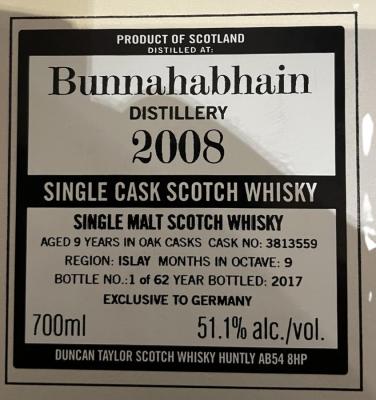 PRODUCT OF SCOTLAND
DISTILLED AT:
Bunnahabhain
DISTILLERY
2008
SINGLE CASK SCOTCH WHISKY
SINGLE MALT SCOTCH WHISKY
AGED 9 YEARS IN OAK CASKS CASK NO: 3813559
REGION: ISLAY MONTHS IN OCTAVE: 9
BOTTLE NO.:1 of 62 YEAR BOTTLED: 2017
EXCLUSIVE TO GERMANY
700ml 51.1% alc./vol.
DUNCAN TAYLOR SCOTCH WHISKY HUNTLY AB54 8HP